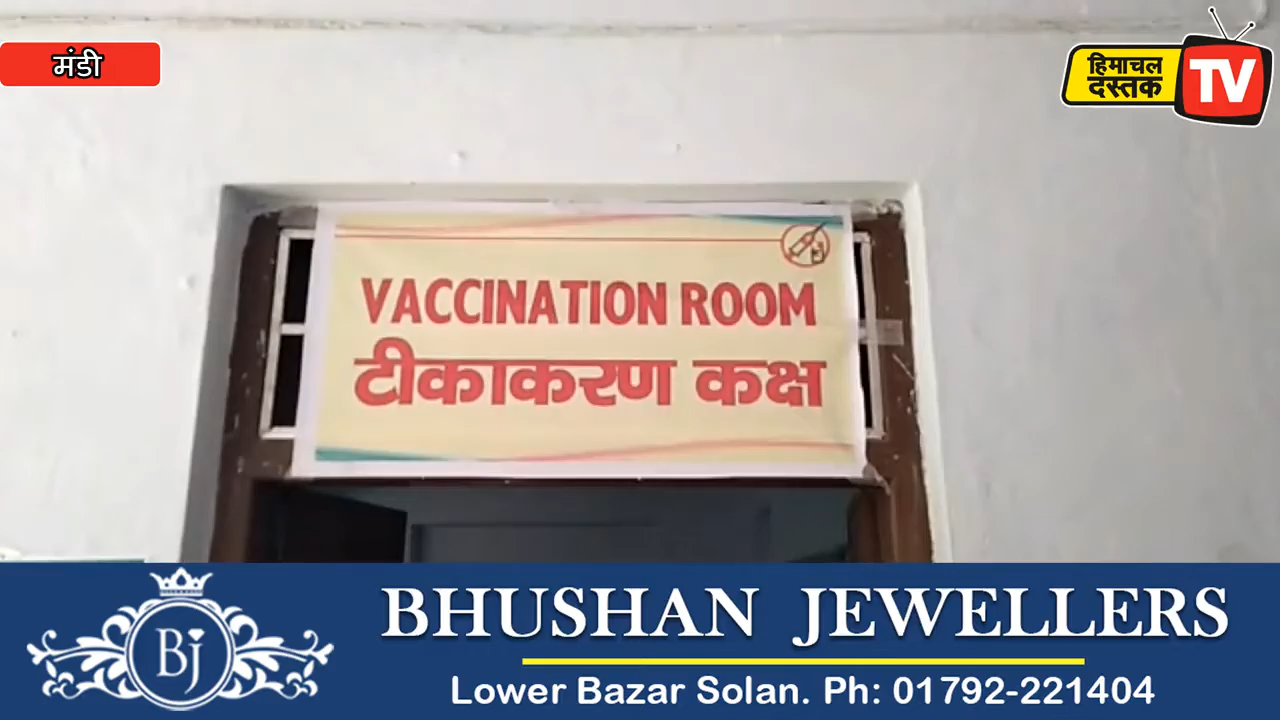 मंडी
हिमाचल
दस्तक
TV
VACCINATION ROOM
टीकाकरण कक्ष
Bj
BHUSHAN JEWELLERS
Lower Bazar Solan. Ph: 01792-221404